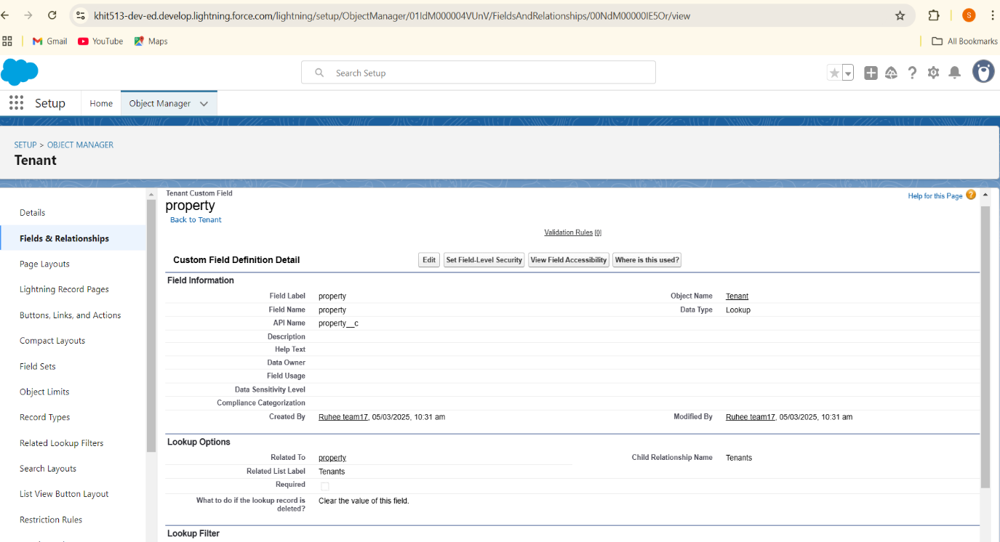 khit513-dev-ed.develop.lightning.force.com/lightning/setup/ObjectManager/01IdM000004VUnV/FieldsAndRelationships/00NdM00000IE5Or/view
S
Gmail YouTube Maps All Bookmarks
Search Setup
Setup Home Object Manager
SETUP > OBJECT MANAGER
Tenant
Details
Fields & Relationships
Page Layouts
Lightning Record Pages
Buttons, Links, and Actions
Compact Layouts
Field Sets
Object Limits
Record Types
Related Lookup Filters
Search Layouts
List View Button Layout
Restriction Rules
Tenant Custom Field
property
Back to Tenant
Help for this Page ?
Validation Rules [0]
Custom Field Definition Detail Edit Set Field-Level Security View Field Accessibility Where is this used?
Field Information
Field Label property Object Name Tenant
Field Name property Data Type Lookup
API Name property__c
Description
Help Text
Data Owner
Field Usage
Data Sensitivity Level
Compliance Categorization
Created By Ruhee team17, 05/03/2025, 10:31 am Modified By Ruhee team17, 05/03/2025, 10:31 am
Lookup Options
Related To property Child Relationship Name Tenants
Related List Label Tenants
Required
What to do if the lookup record is deleted? Clear the value of this field.
Lookup Filter